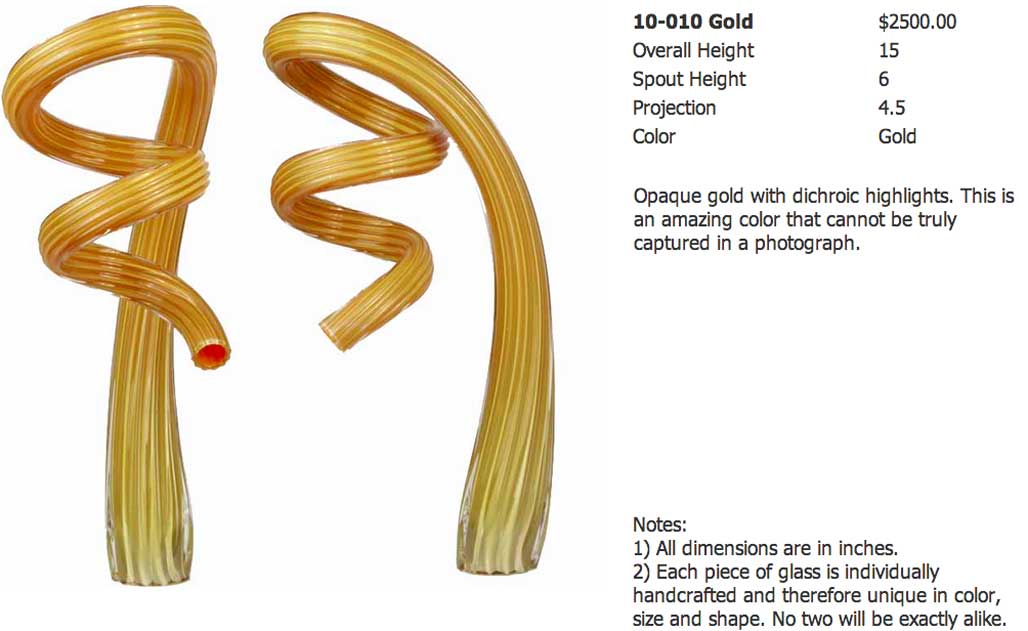 10-010 Gold $2500.00
Overall Height 15
Spout Height 6
Projection 4.5
Color Gold
Opaque gold with dichroic highlights. This is
an amazing color that cannot be truly
captured in a photograph.
Notes:
1) All dimensions are in inches.
2) Each piece of glass is individually
handcrafted and therefore unique in color,
size and shape. No two will be exactly alike.